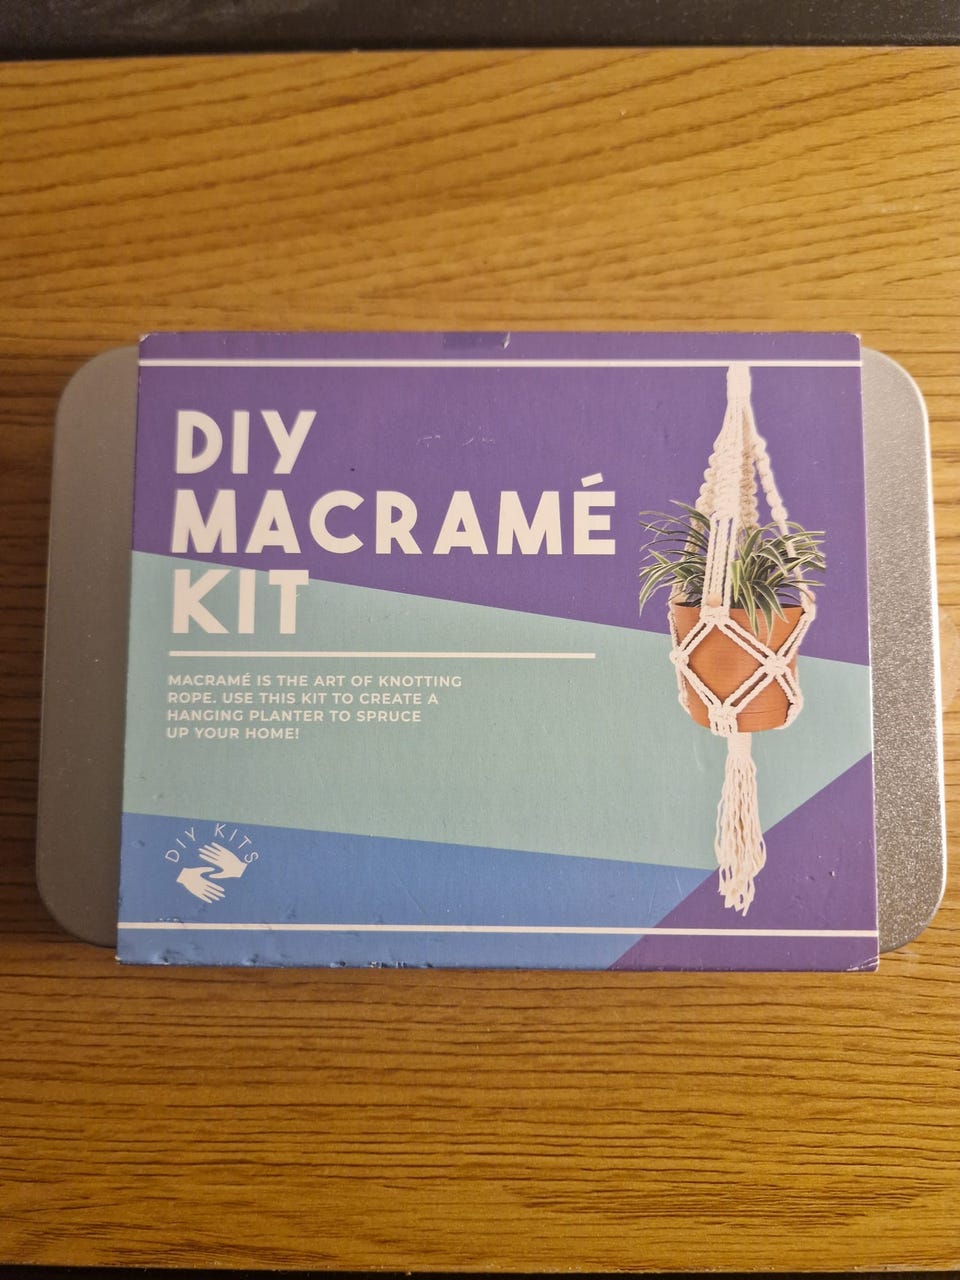 DIY
MACRAMÉ
KIT
MACRAMÉ IS THE ART OF KNOTTING
ROPE. USE THIS KIT TO CREATE A
HANGING PLANTER TO SPRUCE
UP YOUR HOME!
DIY KITS